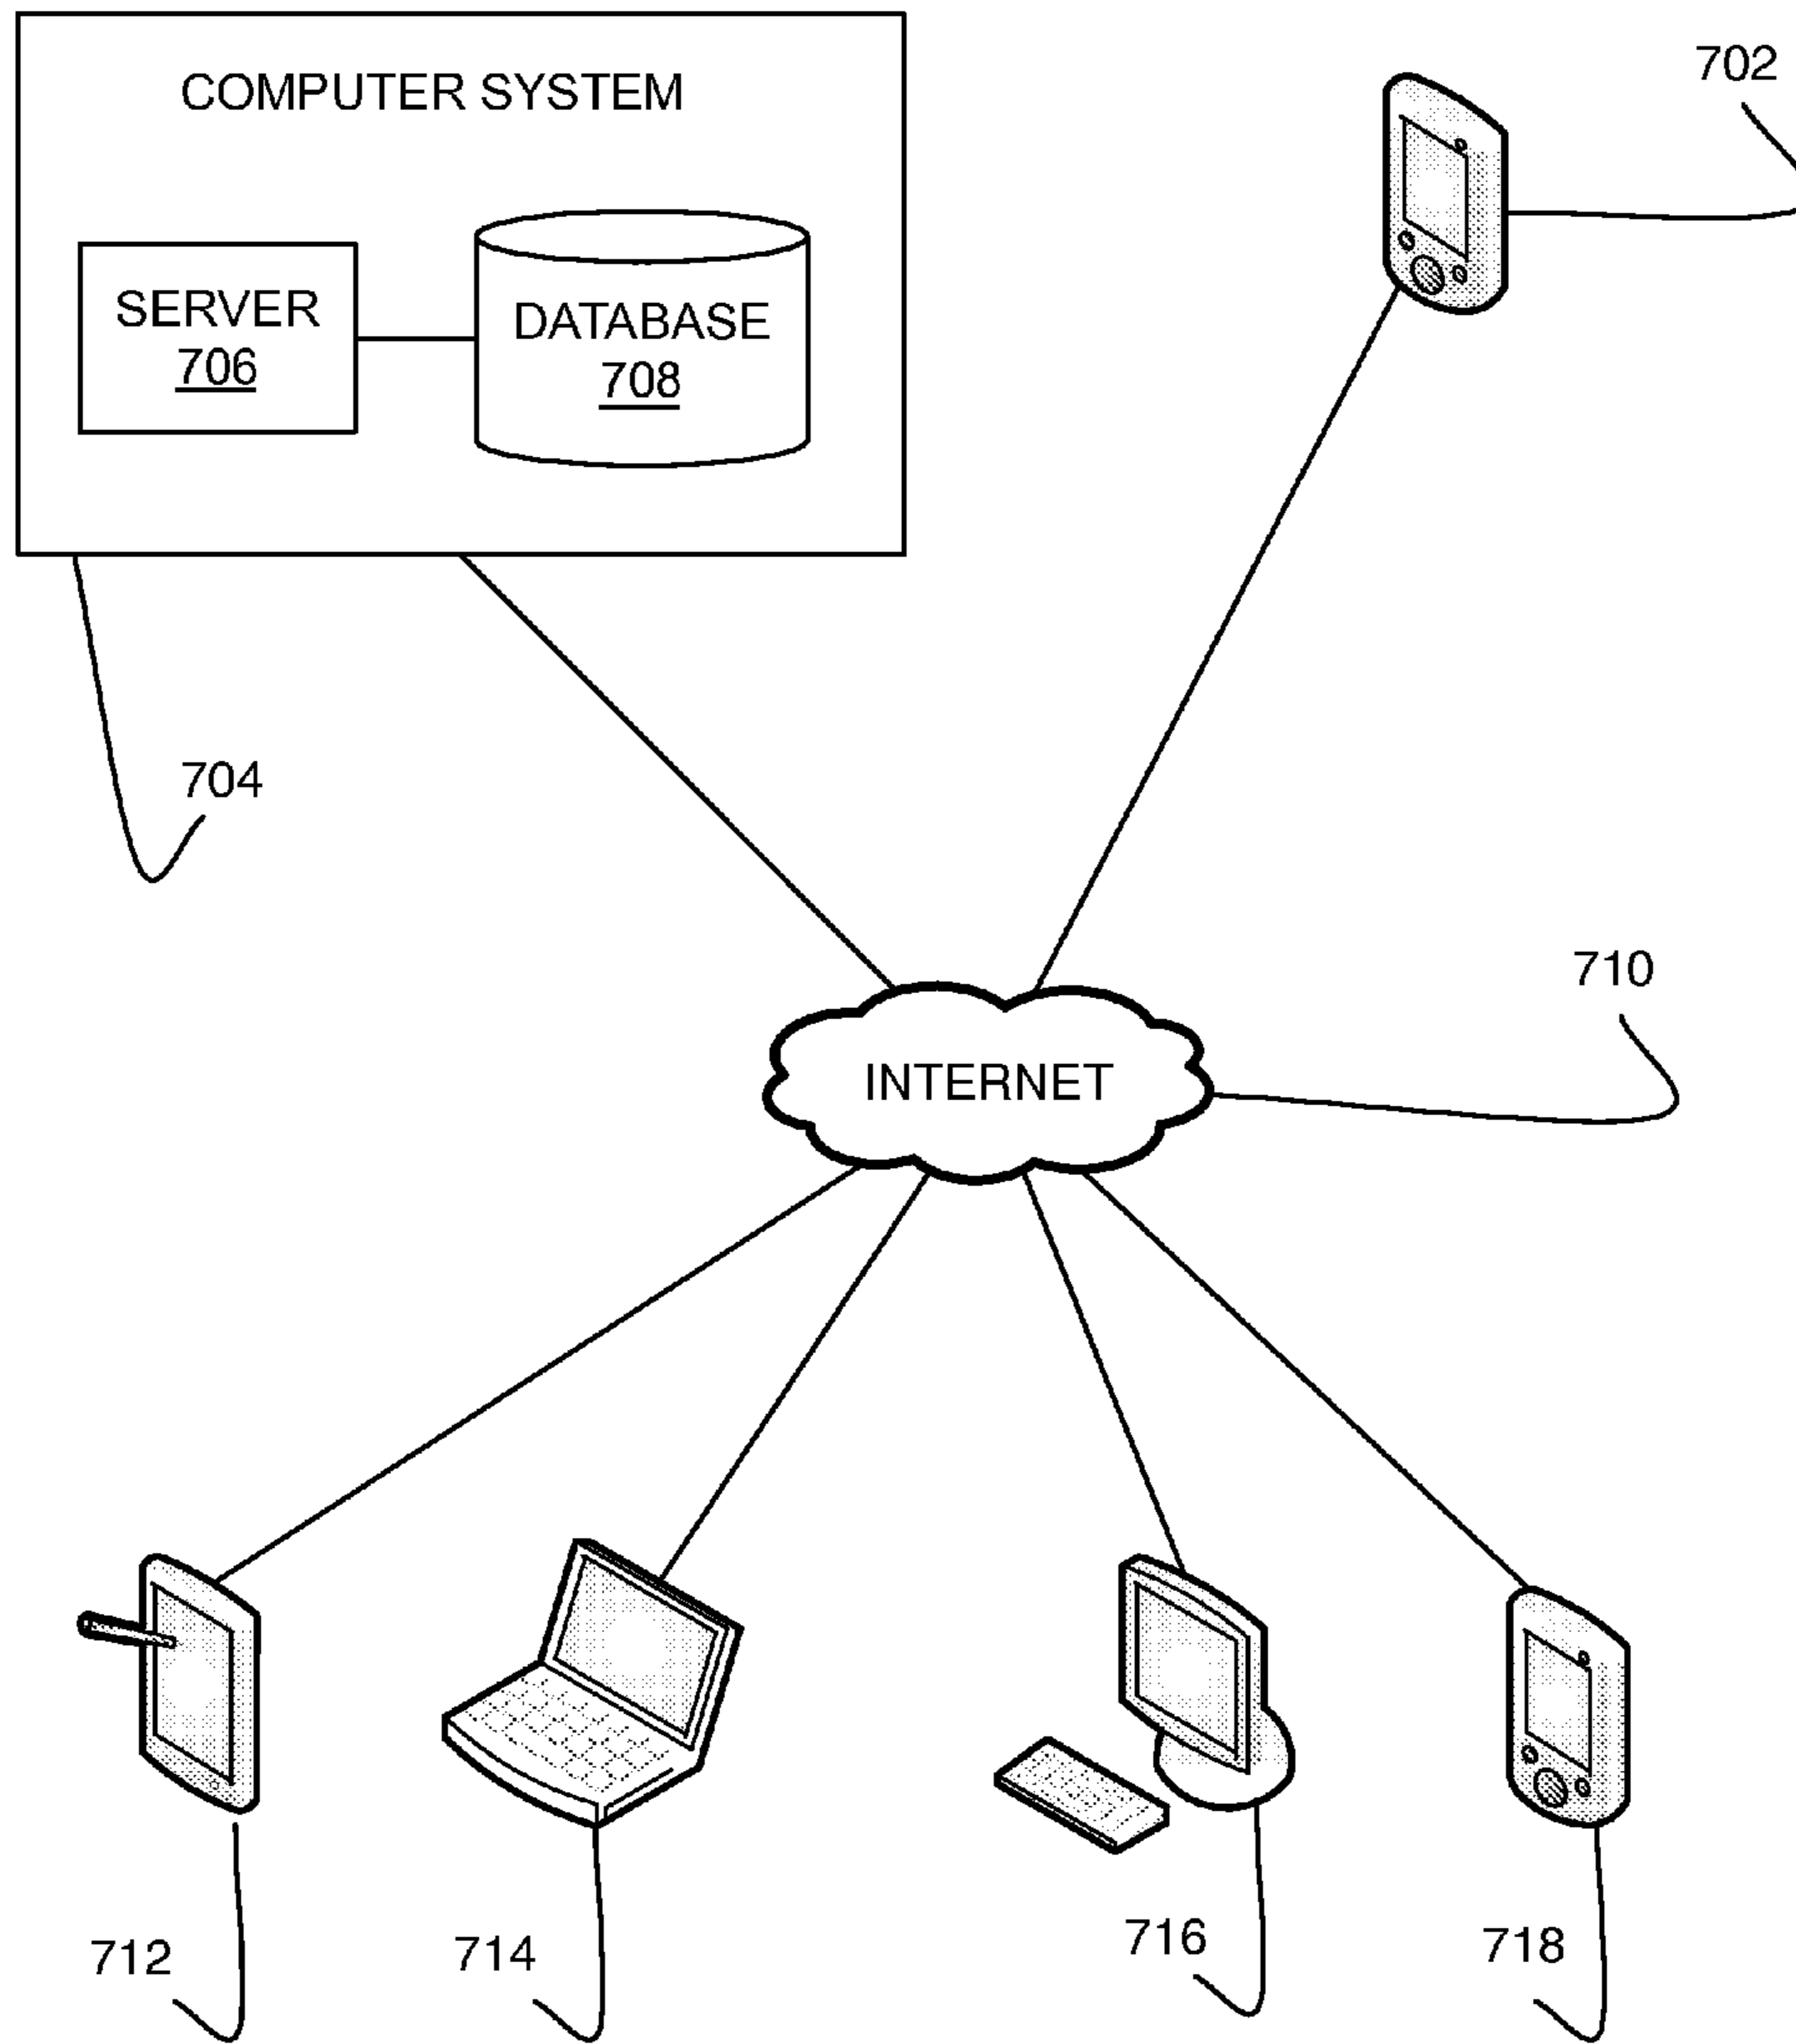 COMPUTER SYSTEM
702
SERVER
706
DATABASE
708
704
710
INTERNET
712
714
716
718